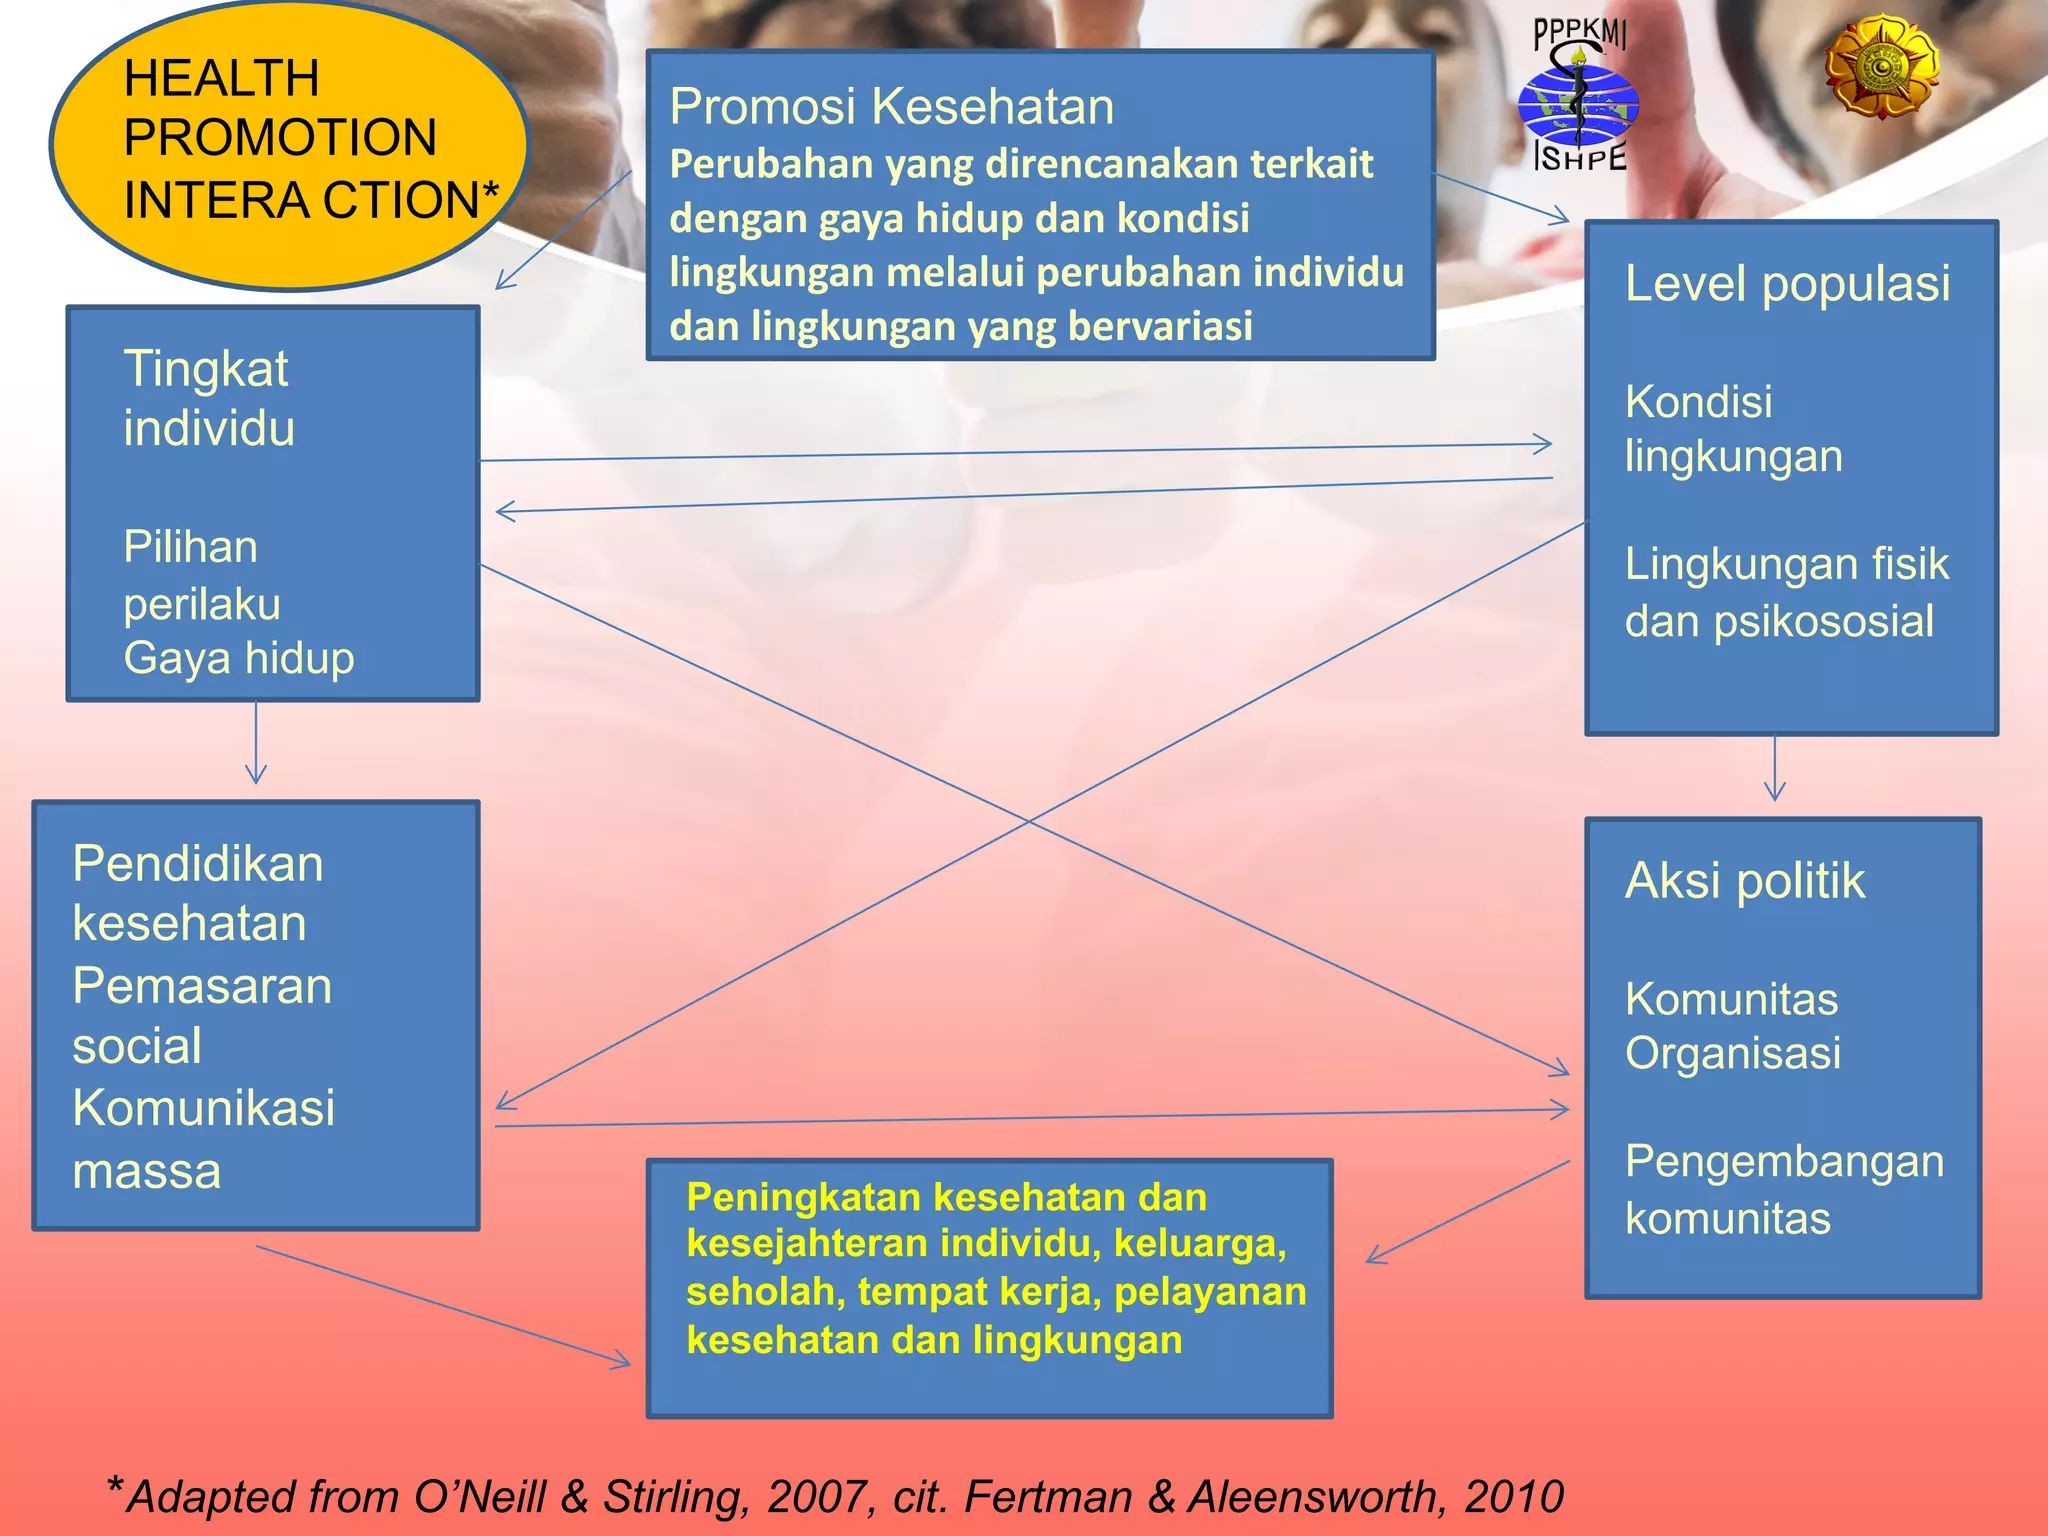 HEALTH
PROMOTION
INTERA CTION*
Promosi Kesehatan
Perubahan yang direncanakan terkait
dengan gaya hidup dan kondisi
lingkungan melalui perubahan individu
dan lingkungan yang bervariasi
PPPKMI
ISHPE
Tingkat
individu
Pilihan
perilaku
Gaya hidup
Level populasi
Kondisi
lingkungan
Lingkungan fisik
dan psikososial
Pendidikan
kesehatan
Pemasaran
social
Komunikasi
massa
Aksi politik
Komunitas
Organisasi
Pengembangan
komunitas
Peningkatan kesehatan dan
kesejahteran individu, keluarga,
seholah, tempat kerja, pelayanan
kesehatan dan lingkungan
*Adapted from O’Neill & Stirling, 2007, cit. Fertman & Aleensworth, 2010